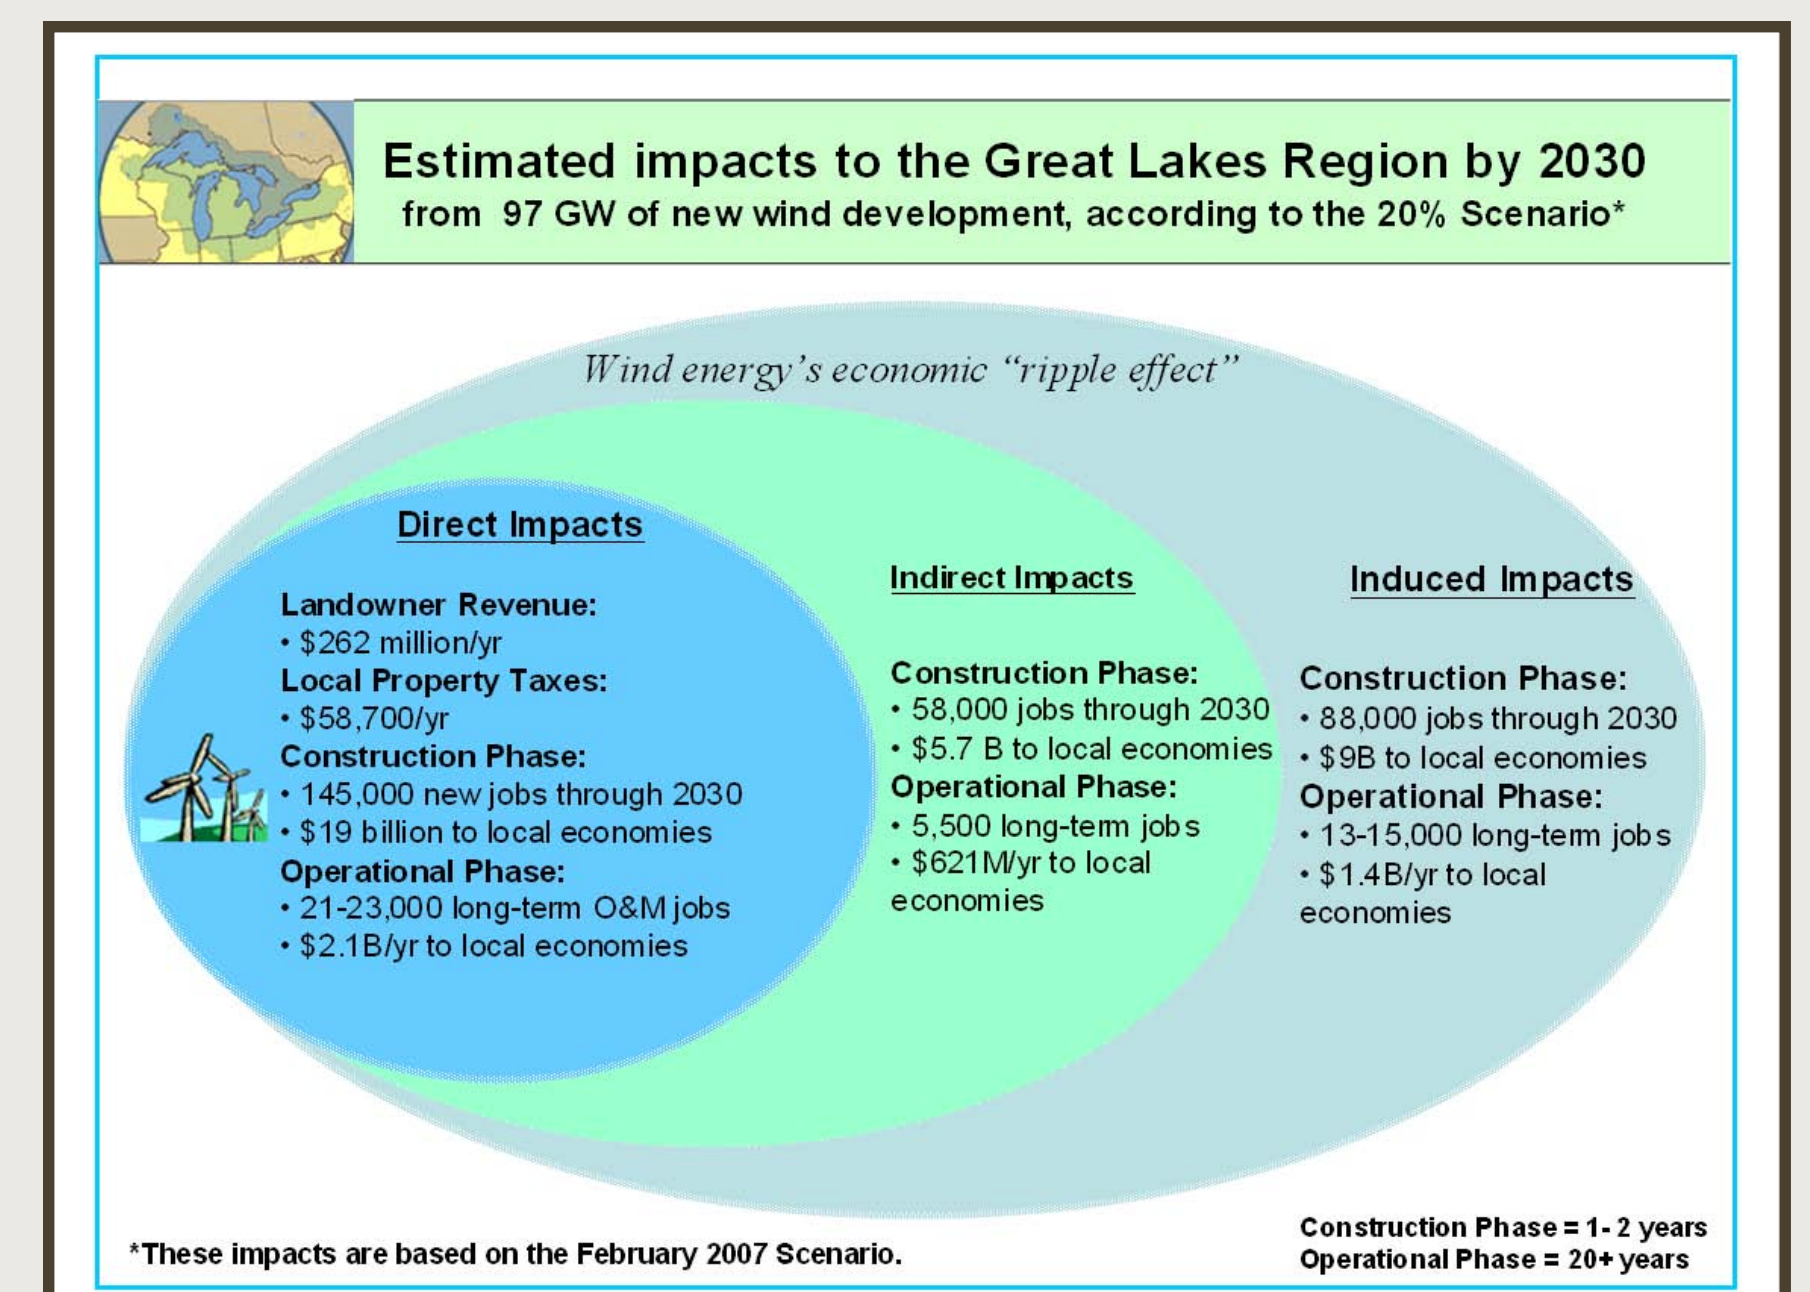 Estimated impacts to the Great Lakes Region by 2030
from 97 GW of new wind development, according to the 20% Scenario*
Wind energy's economic "ripple effect"
Direct Impacts
Landowner Revenue:
• $262 million/yr
Local Property Taxes:
• $58,700/yr
Construction Phase:
• 145,000 new jobs through 2030
• $19 billion to local economies
Operational Phase:
• 21-23,000 long-term O&M jobs
• $2.1B/yr to local economies
Indirect Impacts
Construction Phase:
• 58,000 jobs through 2030
• $5.7 B to local economies
Operational Phase:
• 5,500 long-term jobs
• $621M/yr to local
economies
Induced Impacts
Construction Phase:
• 88,000 jobs through 2030
• $9B to local economies
Operational Phase:
• 13-15,000 long-term jobs
• $1.4B/yr to local
economies
*These impacts are based on the February 2007 Scenario.
Construction Phase = 1- 2 years
Operational Phase = 20+ years